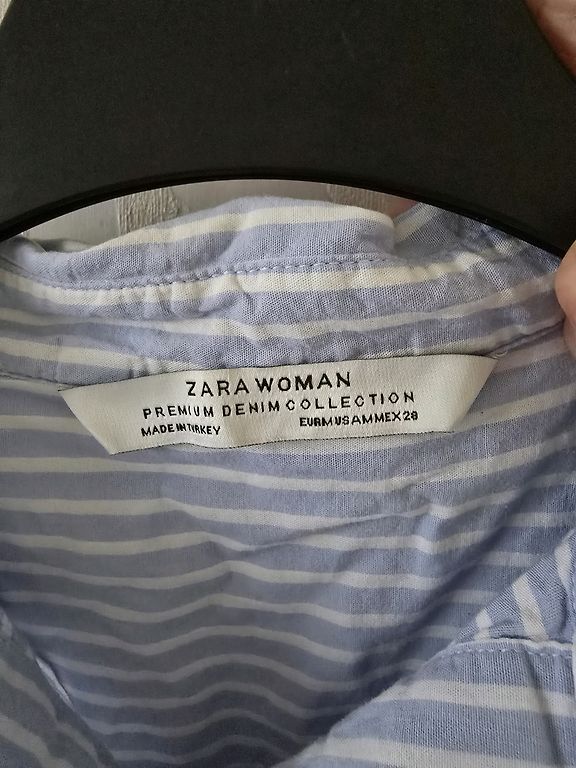 ZARA WOMAN
PREMIUM DENIM COLLECTION
MADE IN TURKEY EUR M USA M MEX 28